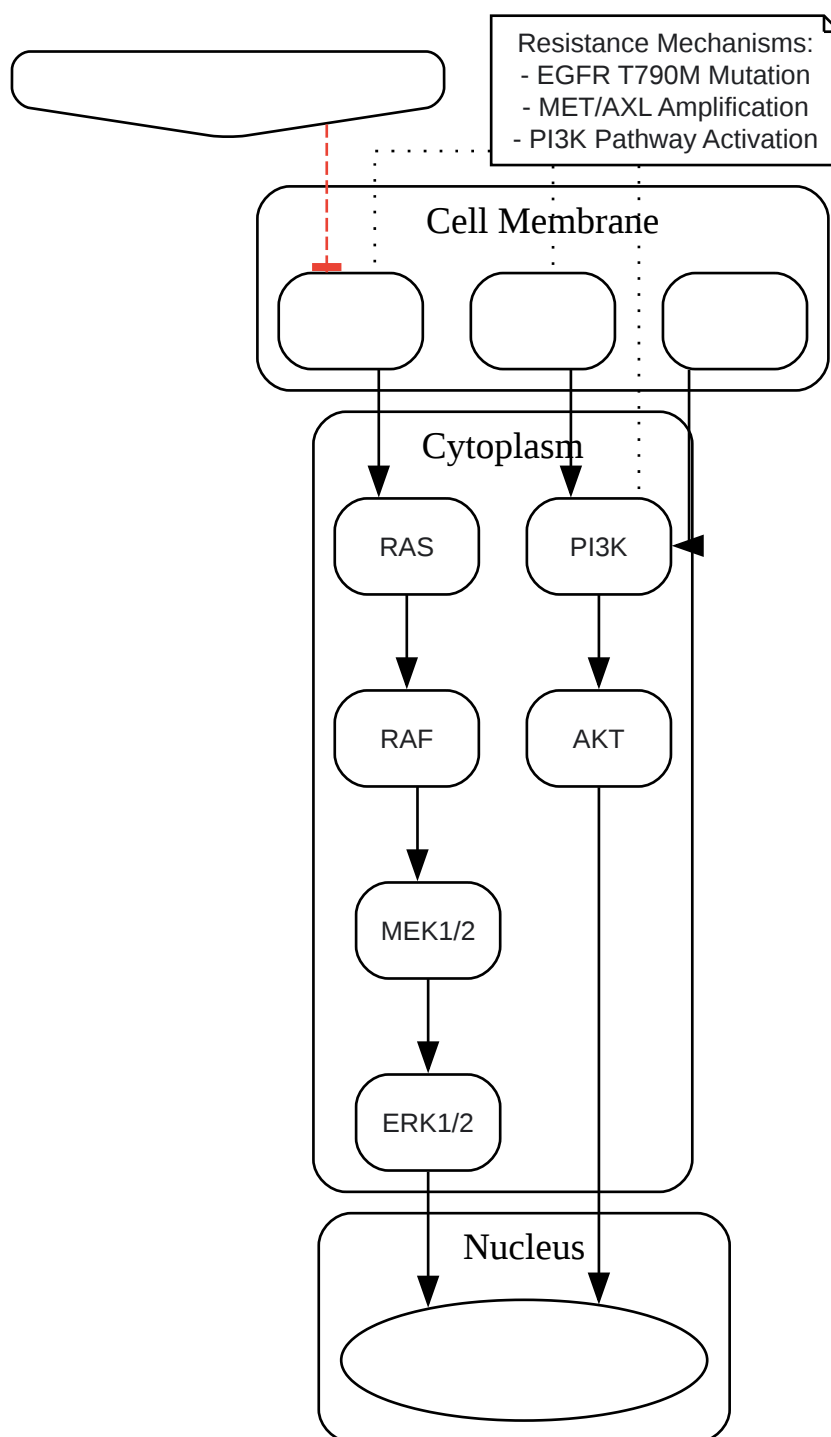 Resistance Mechanisms:
- EGFR T790M Mutation
- MET/AXL Amplification
- PI3K Pathway Activation
Cell Membrane
Cytoplasm
RAS
PI3K
RAF
AKT
MEK1/2
ERK1/2
Nucleus